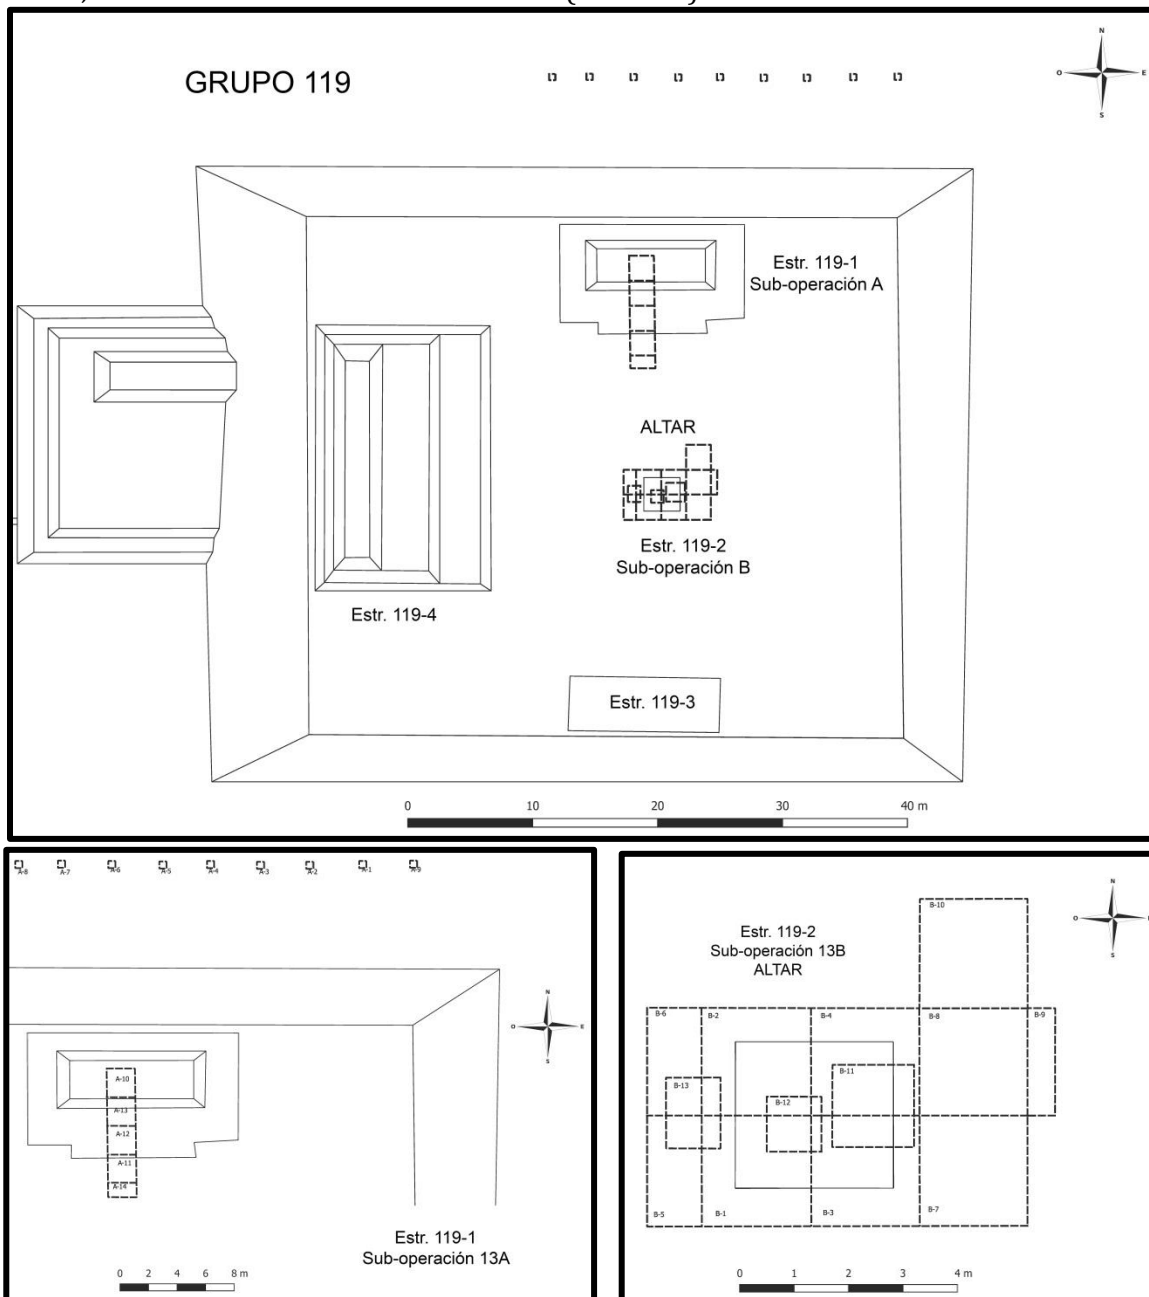 GRUPO 119
N
O E
S
Estr. 119-1
Sub-operación A
ALTAR
Estr. 119-2
Sub-operación B
Estr. 119-4
Estr. 119-3
0 10 20 30 40 m
A-8 A-7 A-6 A-5 A-4 A-3 A-2 A-1 A-9
N
O E
S
A-10
A-13
A-12
A-11
A-14
Estr. 119-1
Sub-operación 13A
0 2 4 6 8 m
B-10
N
O
S
Estr. 119-2
Sub-operación 13B
ALTAR
B-6 B-2 B-4 B-8 B-9
B-11
B-13
B-12
B-5 B-1 B-3 B-7
0 1 2 3 4 m